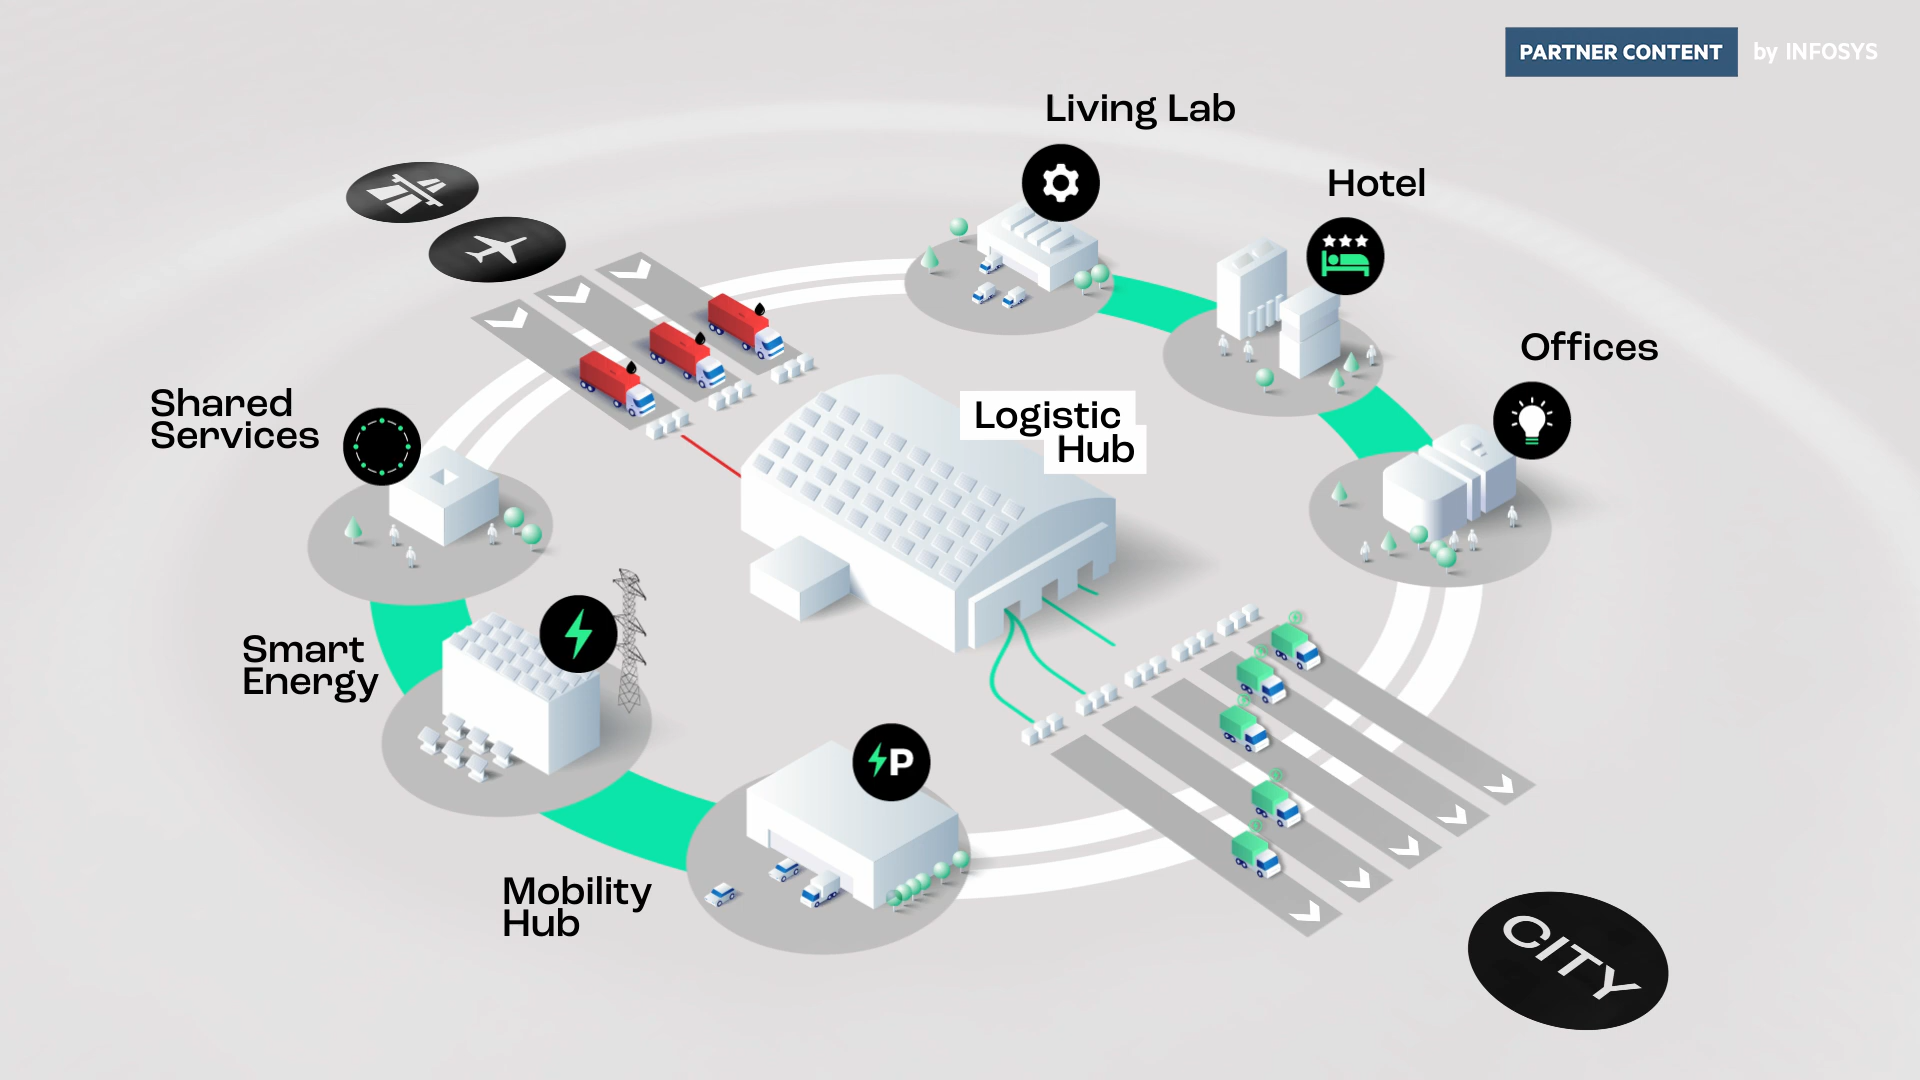 PARTNER CONTENT by INFOSYS
Living Lab
Hotel
Offices
Shared
Services
Logistic
Hub
Smart
Energy
P
Mobility
Hub
CITY